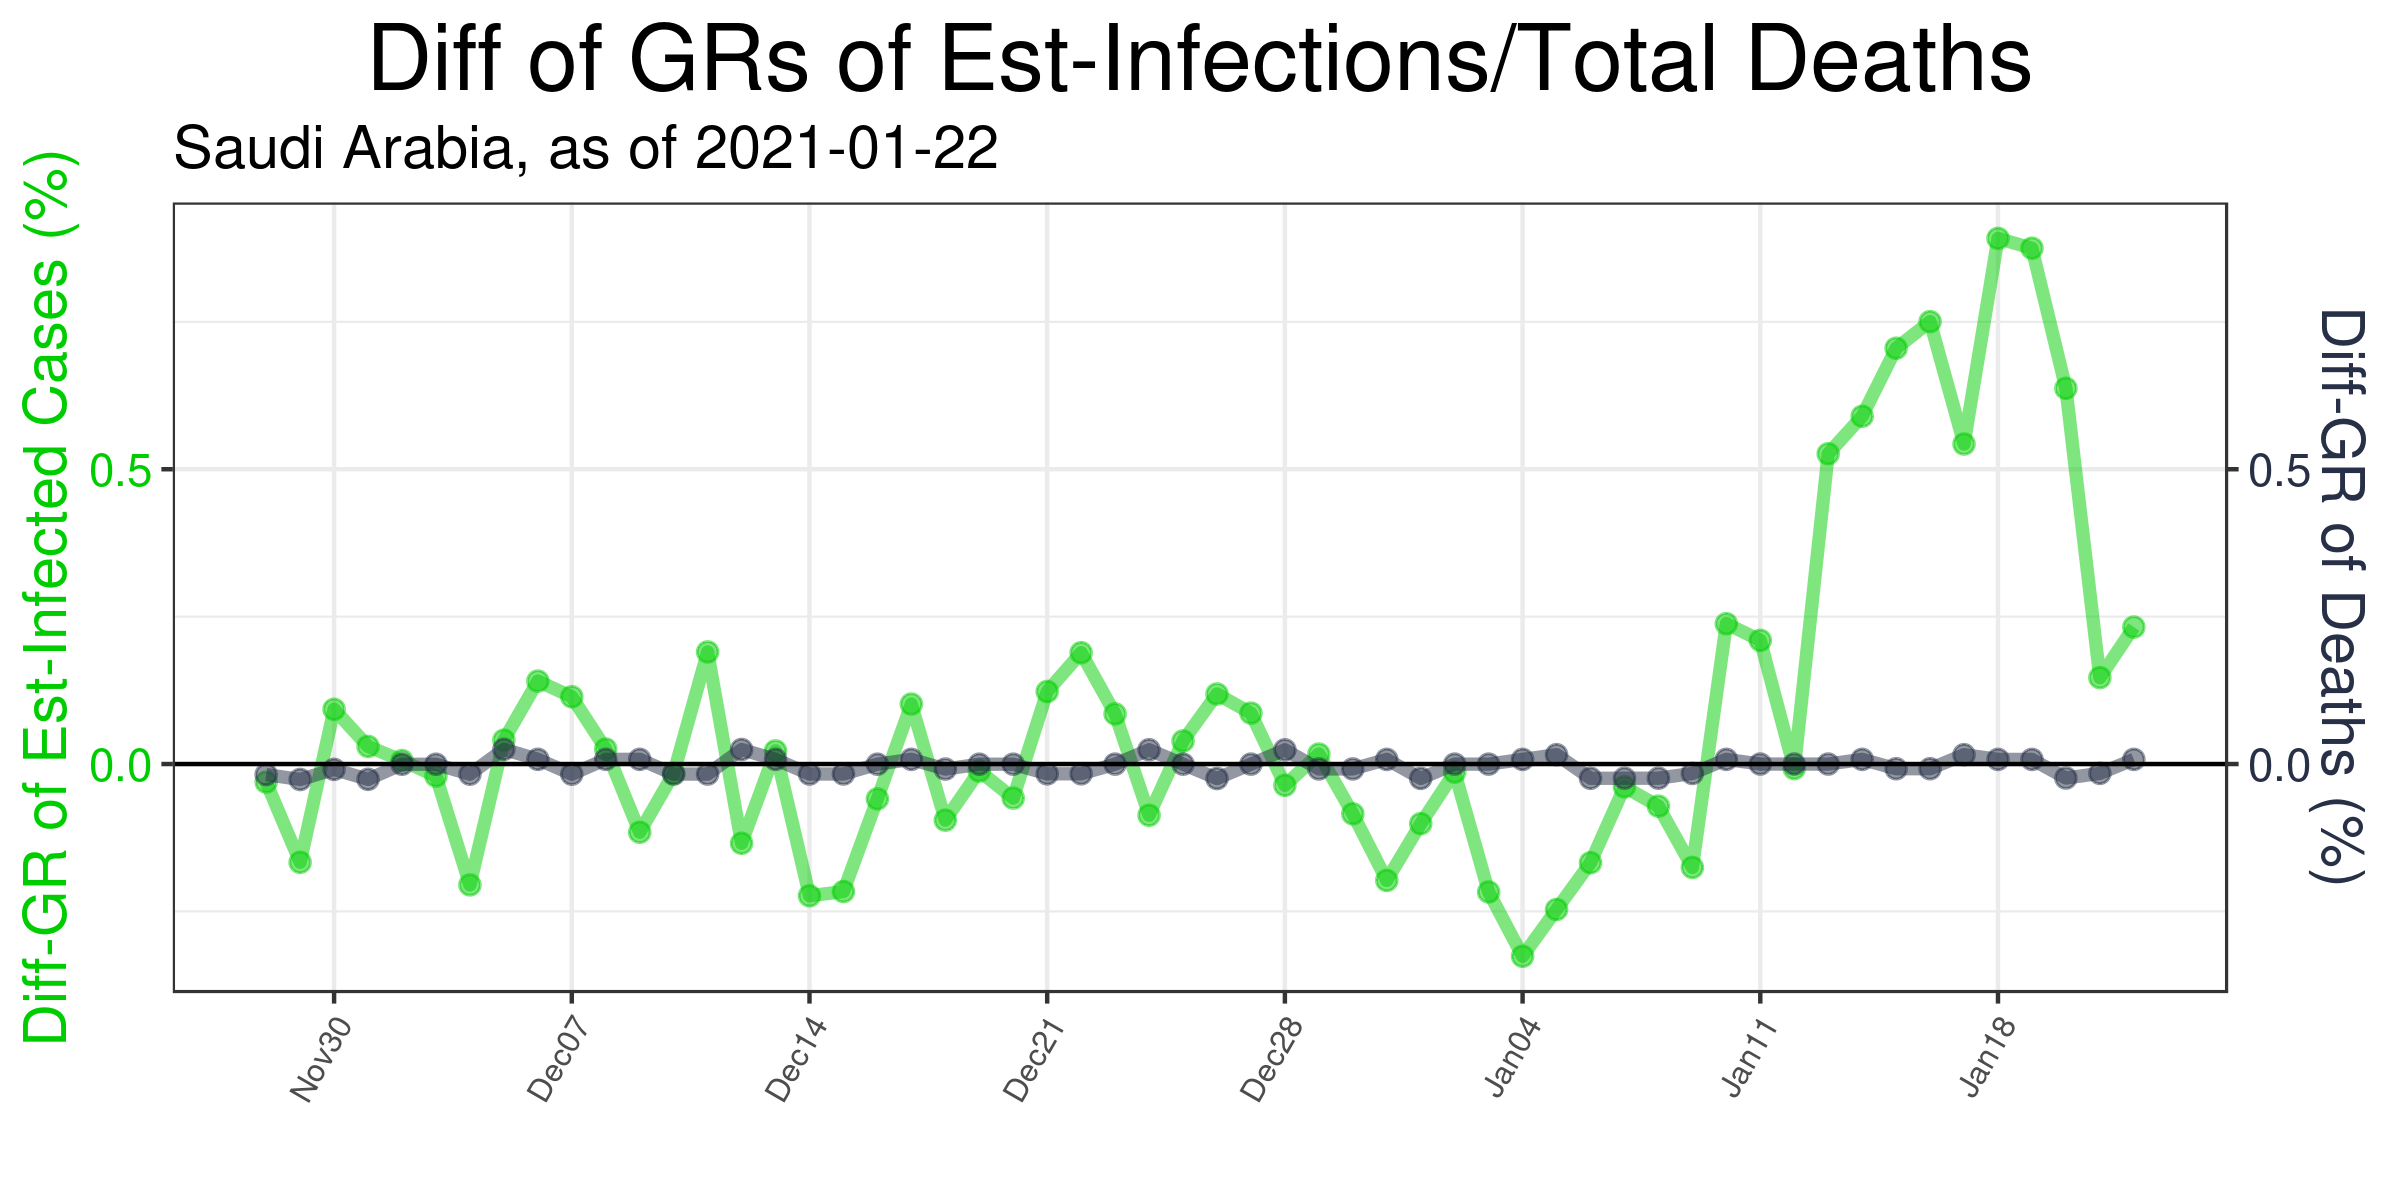 Diff of GRs of Est-Infections/Total Deaths
Saudi Arabia, as of 2021-01-22
Diff-GR of Est-Infected Cases (%)
0.5
0.0
0.5
0.0
Diff-GR of Deaths (%)
Nov30
Dec07
Dec14
Dec21
Dec28
Jan04
Jan11
Jan18